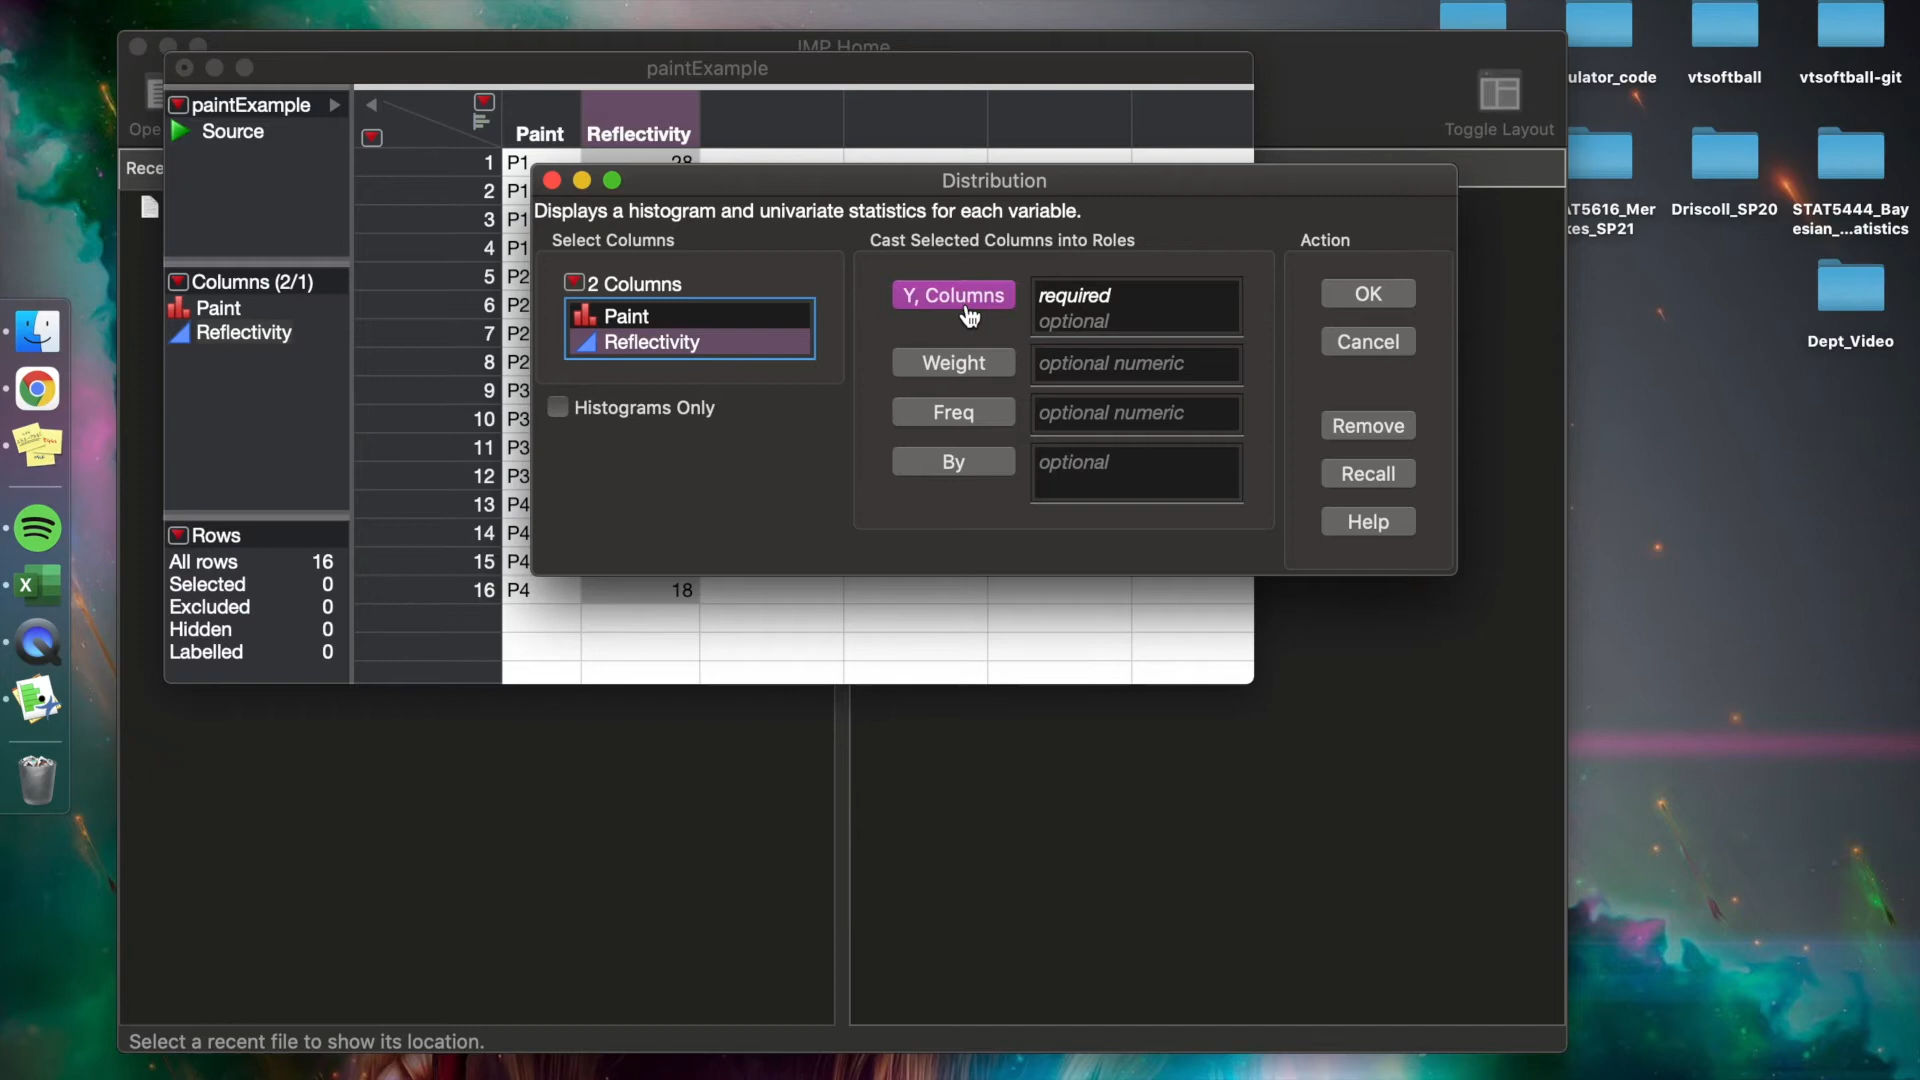 JMP Home
paintExample
Ope
Toggle Layout
Rece
paintExample
Source
Columns (2/1)
Paint
Reflectivity
Rows
All rows 16
Selected 0
Excluded 0
Hidden 0
Labelled 0
Paint Reflectivity
1 P1 28
2 P1
3 P1
4 P1
5 P2
6 P2
7 P2
8 P2
9 P3
10 P3
11 P3
12 P3
13 P4
14 P4
15 P4
16 P4 18
Distribution
Displays a histogram and univariate statistics for each variable.
Select Columns
2 Columns
Paint
Reflectivity
Histograms Only
Cast Selected Columns into Roles
Y, Columns required
optional
Weight optional numeric
Freq optional numeric
By optional
Action
OK
Cancel
Remove
Recall
Help
Select a recent file to show its location.
ulator_code
vtsoftball
vtsoftball-git
T5616_Mer
kes_SP21
Driscoll_SP20
STAT5444_Bay
esian_...atistics
Dept_Video